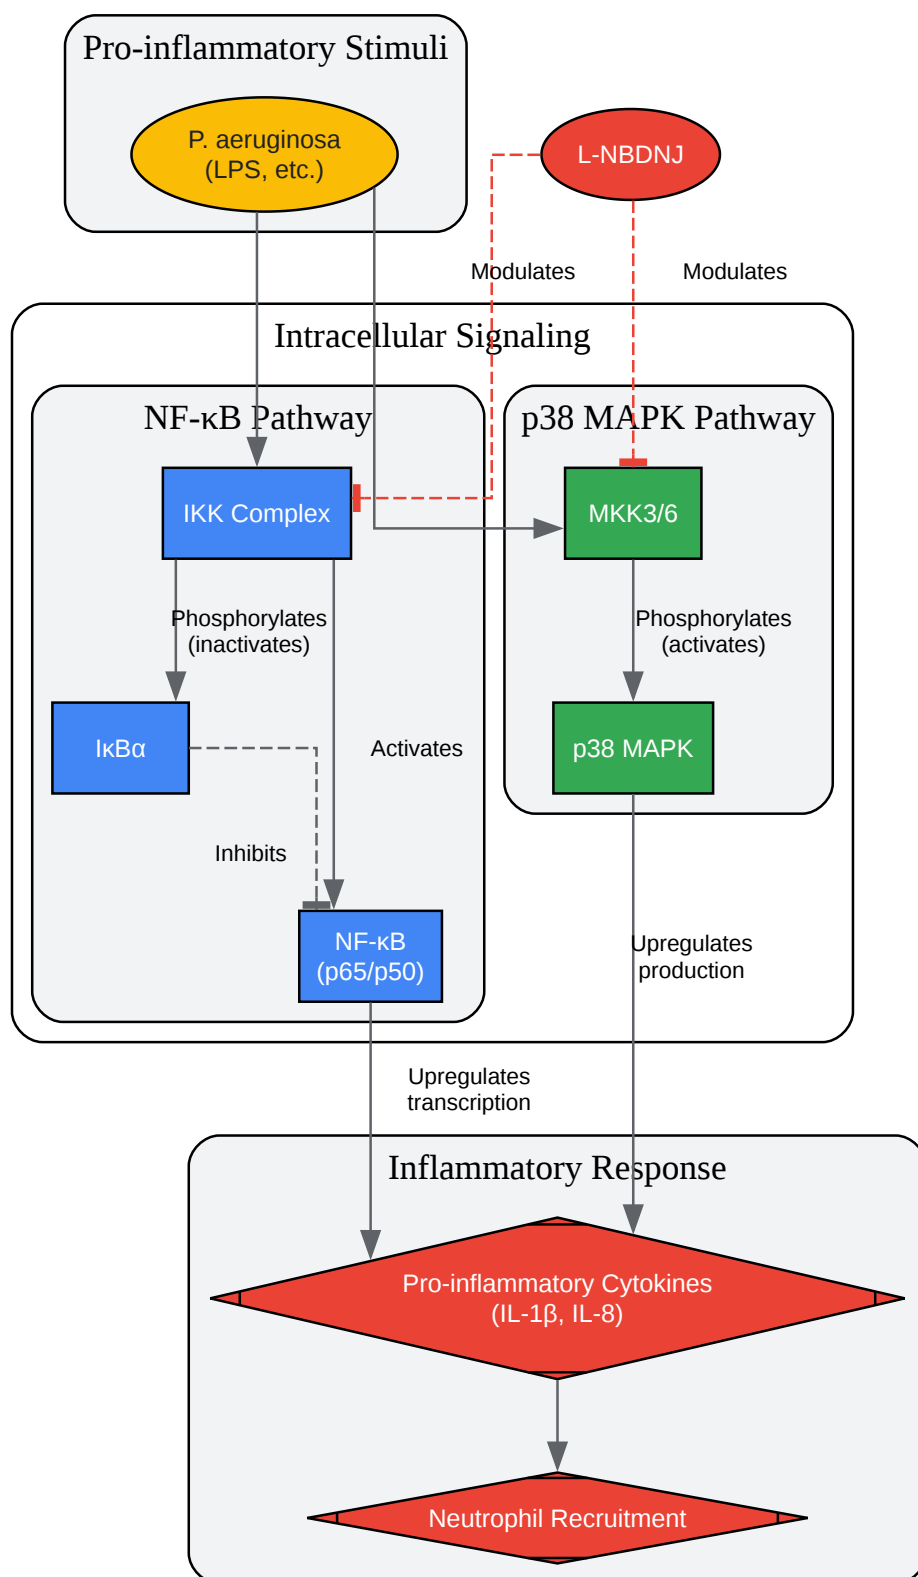 Pro-inflammatory Stimuli
P. aeruginosa
(LPS, etc.)
L-NBDNJ
Modulates
Modulates
Intracellular Signaling
NF-κB Pathway
p38 MAPK Pathway
IKK Complex
MKK3/6
Phosphorylates
(inactivates)
Phosphorylates
(activates)
IκBα
Activates
p38 MAPK
Inhibits
NF-κB
(p65/p50)
Upregulates
production
Upregulates
transcription
Inflammatory Response
Pro-inflammatory Cytokines
(IL-1β, IL-8)
Neutrophil Recruitment